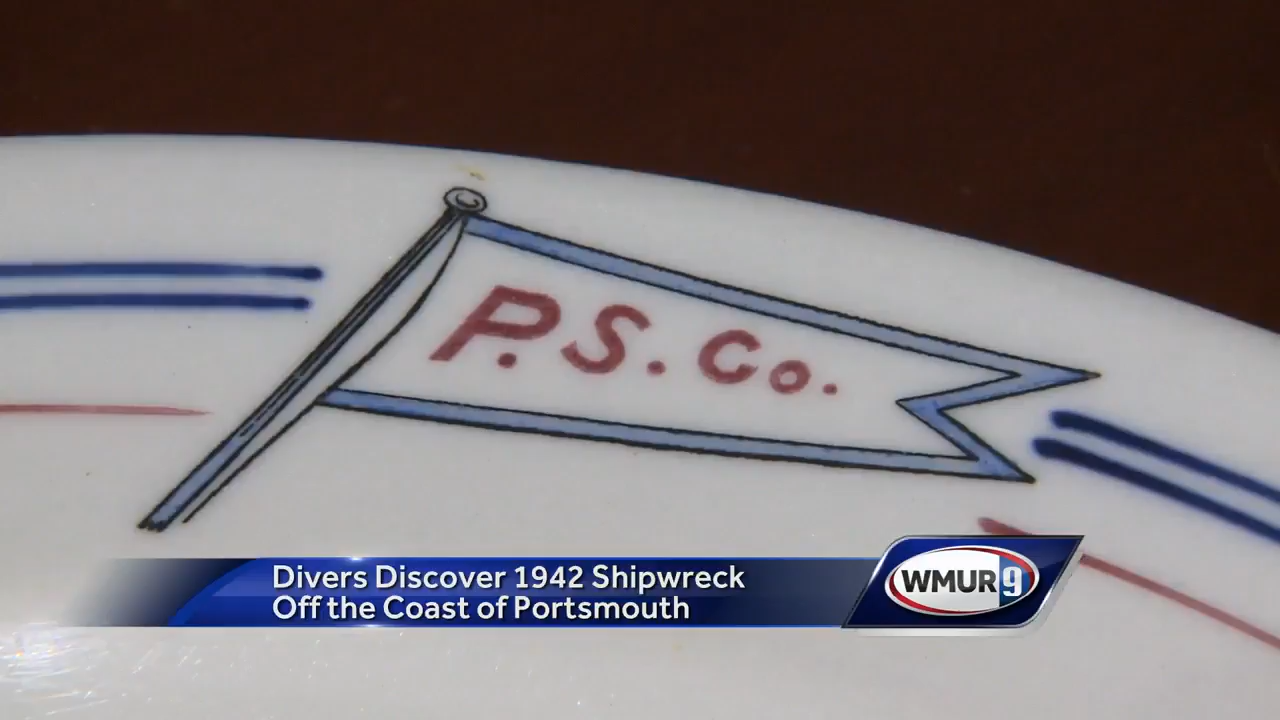 P.S. Co.
Divers Discover 1942 Shipwreck
Off the Coast of Portsmouth
WMUR 9